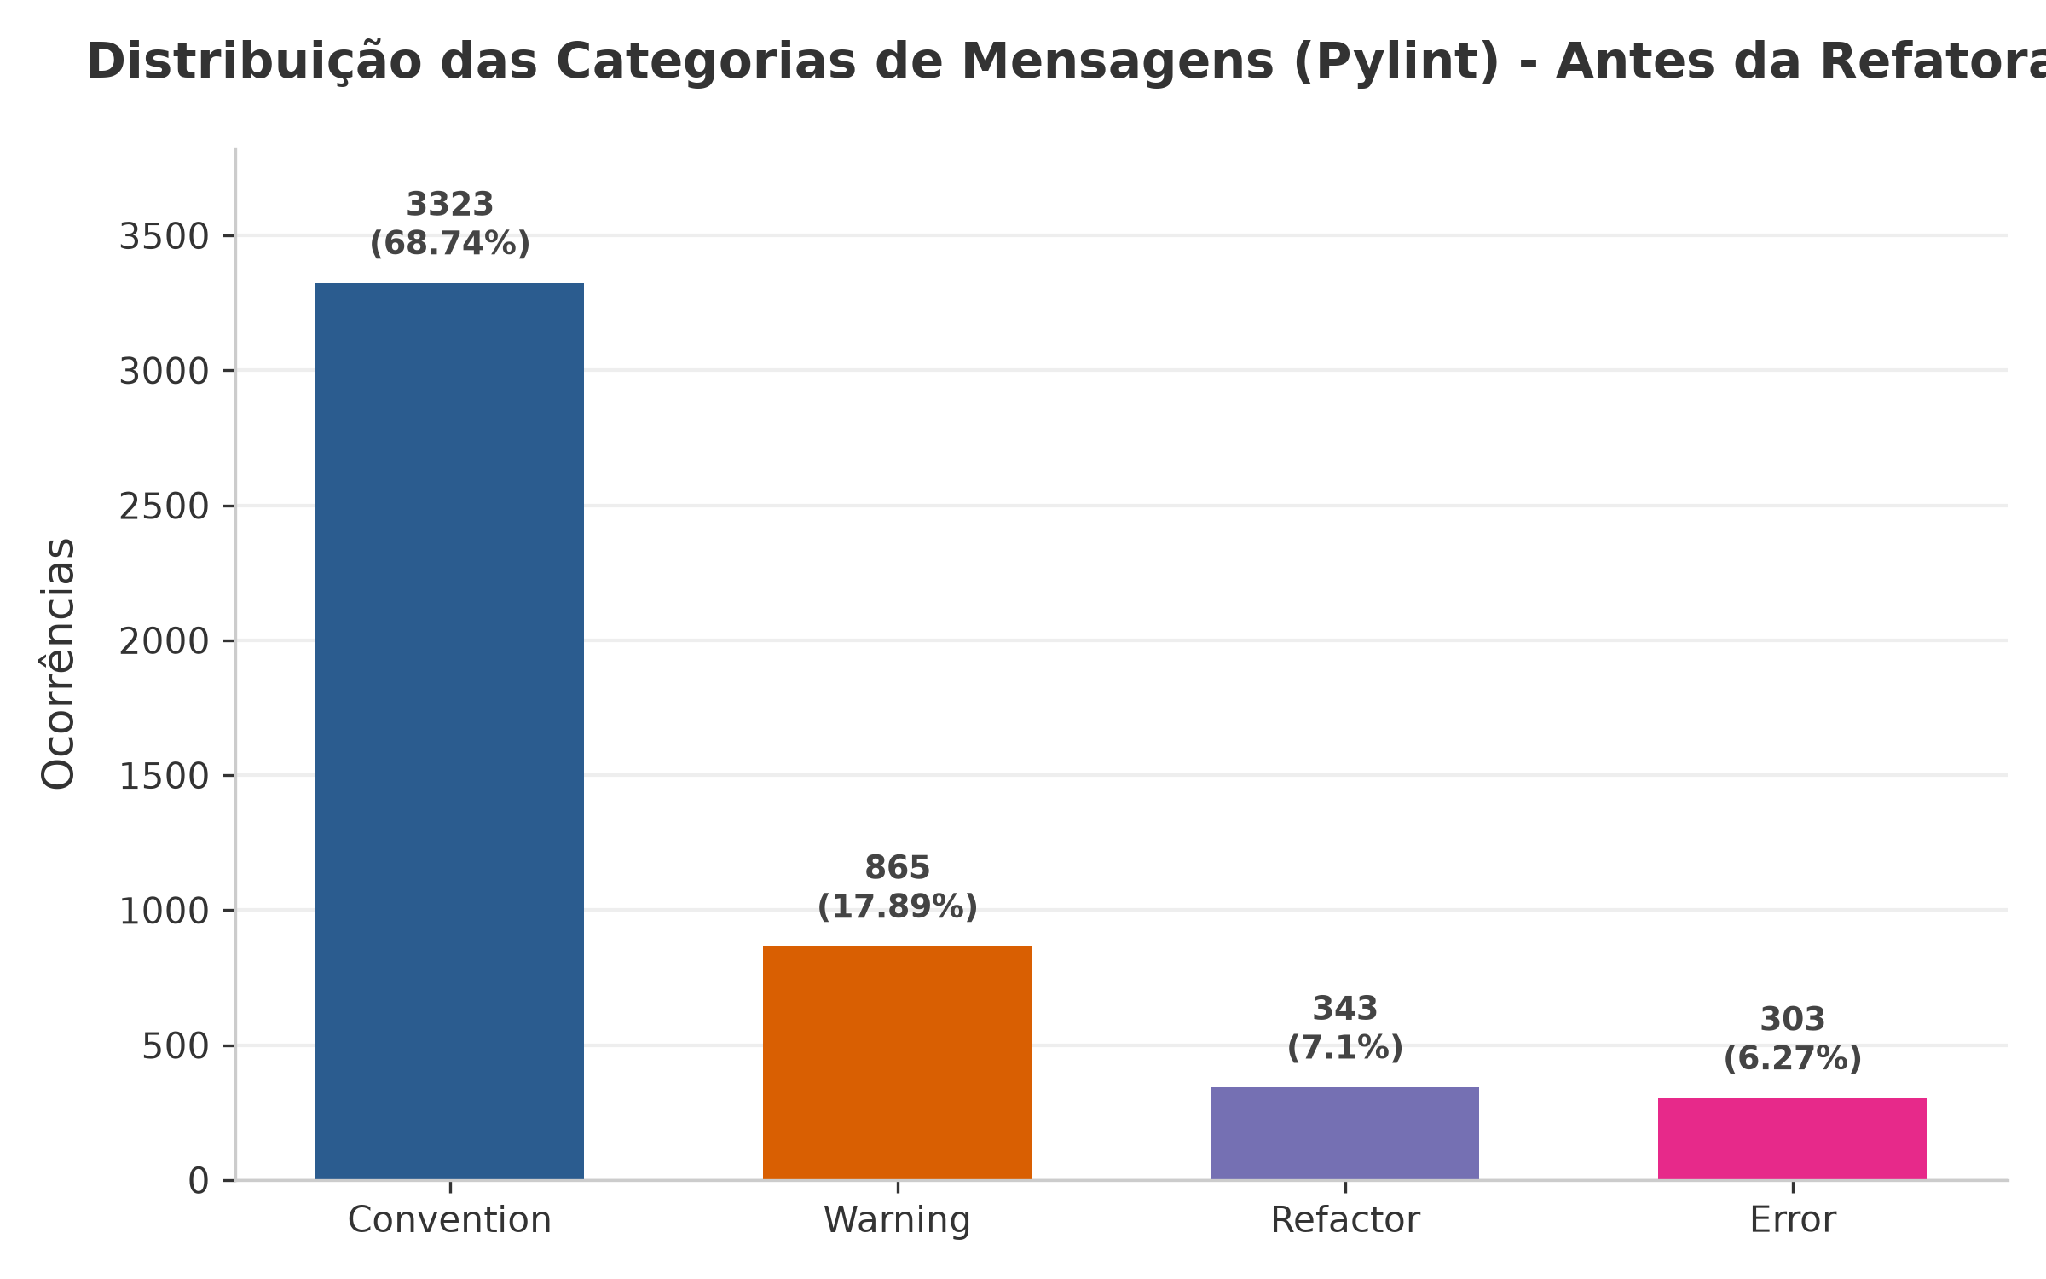 Distribuição das Categorias de Mensagens (Pylint) - Antes da Refatora
3323
(68.74%)
3500
3000
2500
2000
1500
1000
500
0
Ocorrências
865
(17.89%)
343
(7.1%)
303
(6.27%)
Convention
Warning
Refactor
Error